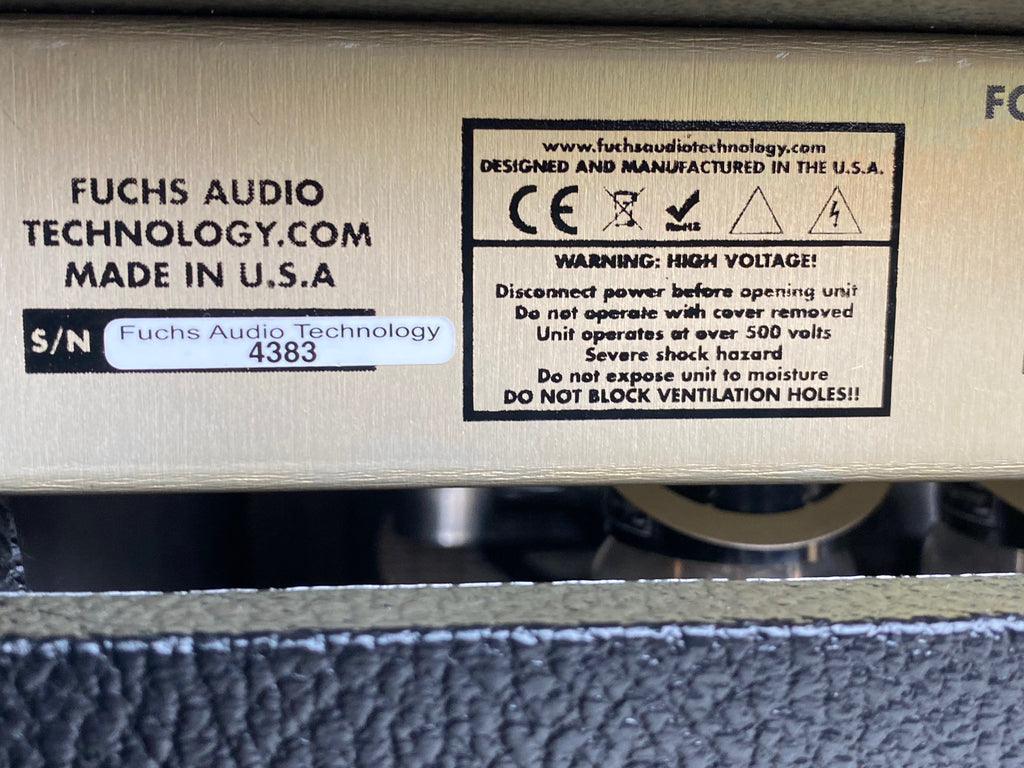 FUCHS AUDIO
TECHNOLOGY.COM
MADE IN U.S.A
S/N
Fuchs Audio Technology
4383
www.fuchsaudiotechnology.com
DESIGNED AND MANUFACTURED IN THE U.S.A.
CE
RoHS
WARNING: HIGH VOLTAGE!
Disconnect power before opening unit
Do not operate with cover removed
Unit operates at over 500 volts
Severe shock hazard
Do not expose unit to moisture
DO NOT BLOCK VENTILATION HOLES!!